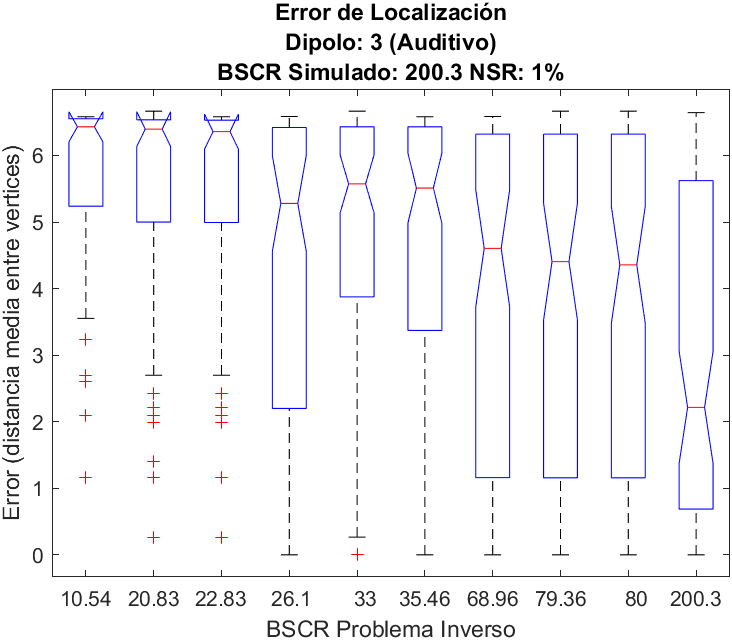 Error de Localización
Dipolo: 3 (Auditivo)
BSCR Simulado: 200.3 NSR: 1%
Error (distancia media entre vertices)
6
5
4
3
2
1
0
10.54 20.83 22.83 26.1 33 35.46 68.96 79.36 80 200.3
BSCR Problema Inverso